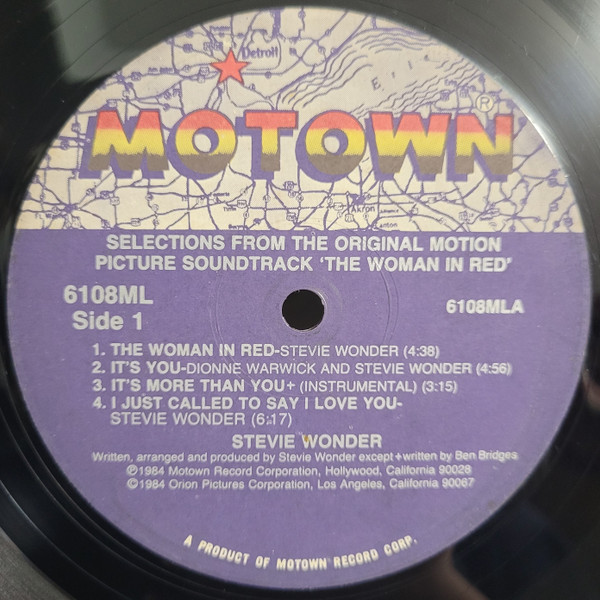 Detroit
Erie
®
MOTOWN
Akron
Canton
SELECTIONS FROM THE ORIGINAL MOTION
PICTURE SOUNDTRACK ‘THE WOMAN IN RED’
6108ML
Side 1
6108MLA
1. THE WOMAN IN RED-STEVIE WONDER (4:38)
2. IT'S YOU-DIONNE WARWICK AND STEVIE WONDER (4:56)
3. IT'S MORE THAN YOU+ (INSTRUMENTAL) (3:15)
4. I JUST CALLED TO SAY I LOVE YOU-
STEVIE WONDER (6:17)
STEVIE WONDER
Written, arranged and produced by Stevie Wonder except +written by Ben Bridges
℗1984 Motown Record Corporation, Hollywood, California 90028
©1984 Orion Pictures Corporation, Los Angeles, California 90067
A PRODUCT OF MOTOWN RECORD CORP.